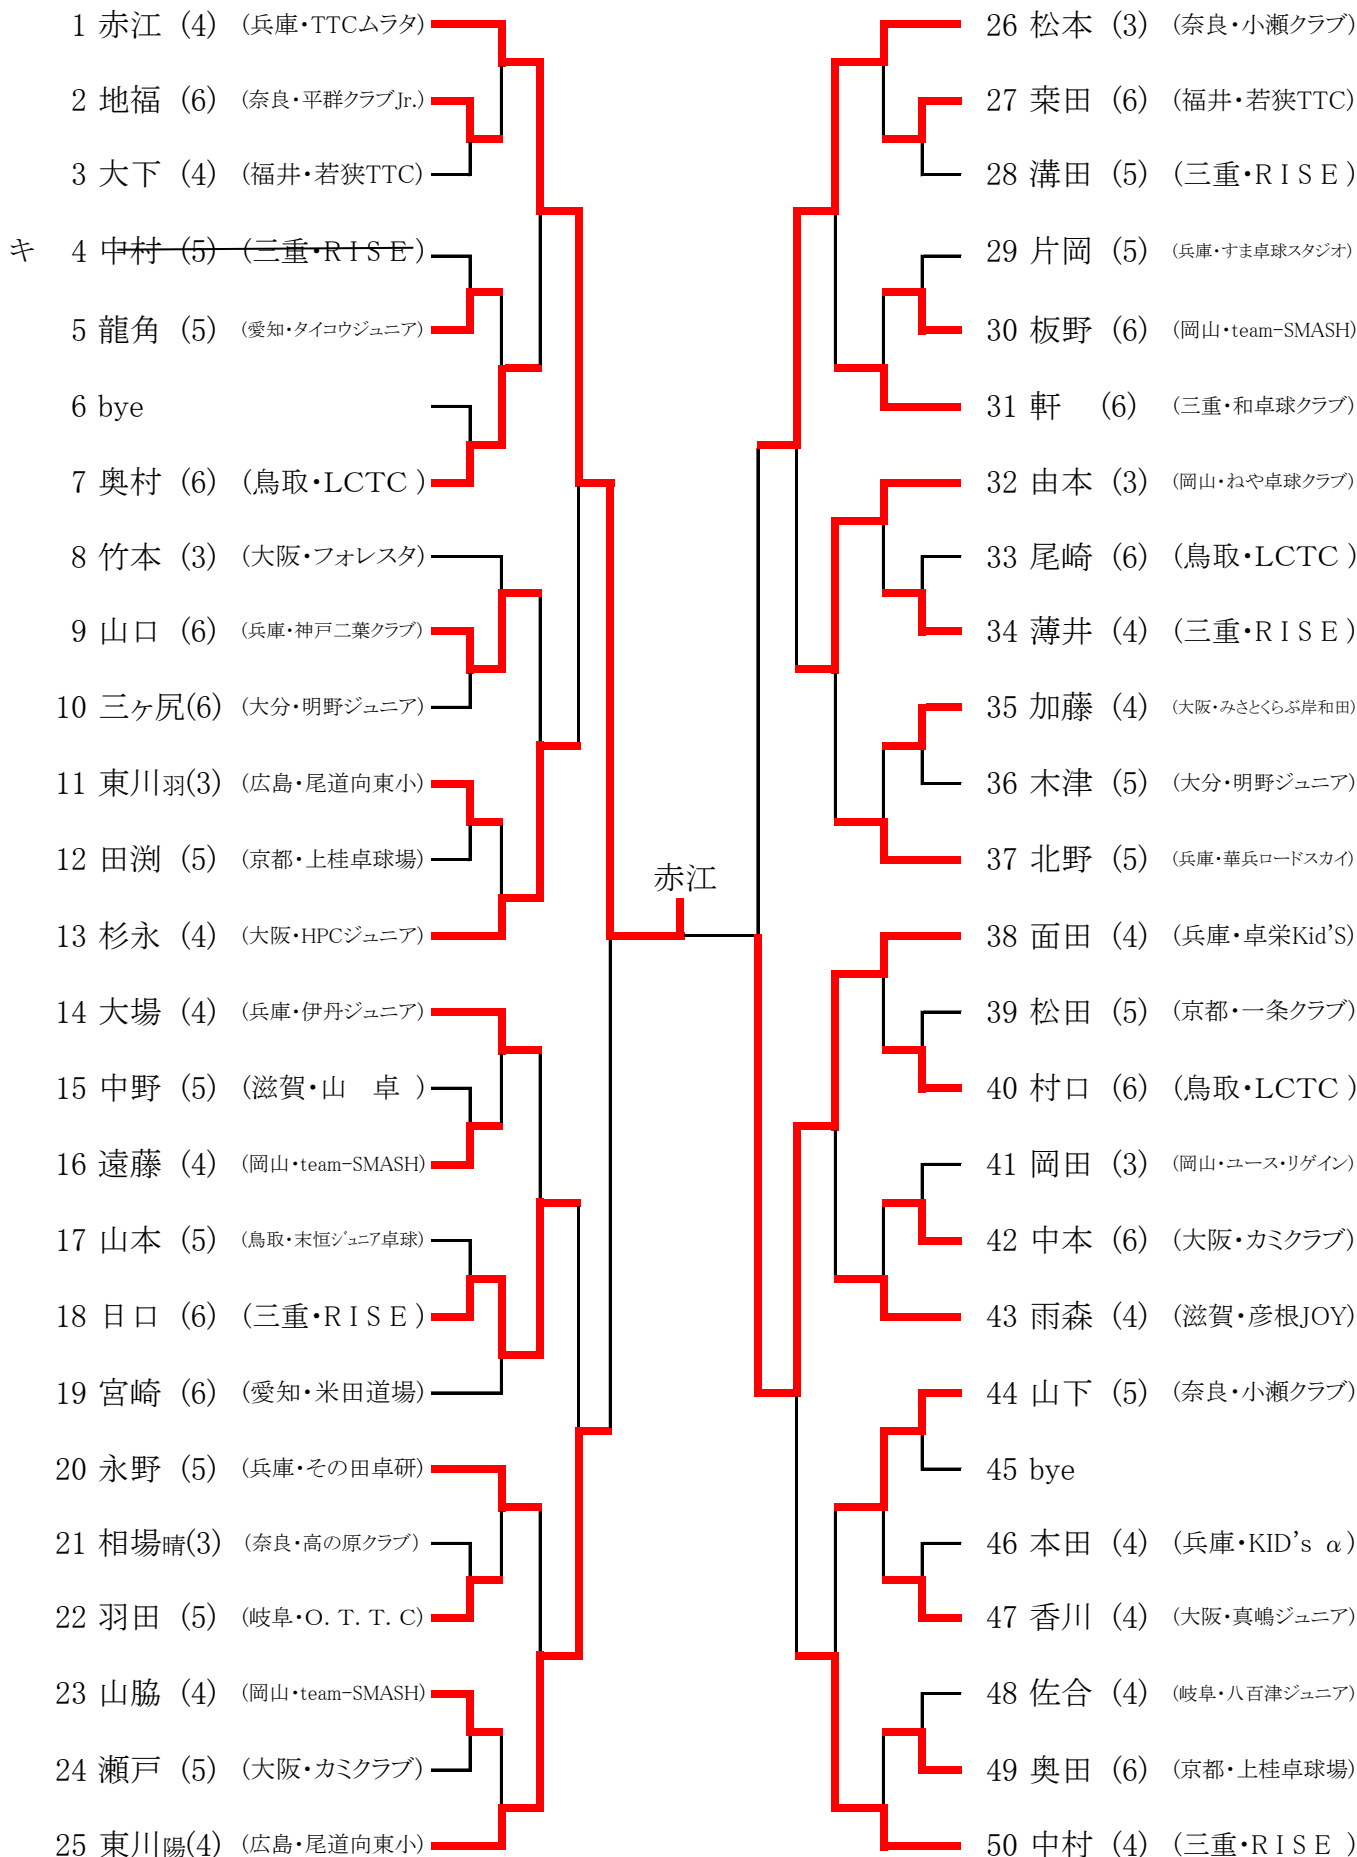 1 赤江 (4) (兵庫・TTCムラタ)
2 地福 (6) (奈良・平群クラブJr.)
3 大下 (4) (福井・若狭TTC)
キ 4 中村 (5) (三重・RISE)
5 龍角 (5) (愛知・タイコウジュニア)
6 bye
7 奥村 (6) (鳥取・LCTC )
8 竹本 (3) (大阪・フォレスタ)
9 山口 (6) (兵庫・神戸二葉クラブ)
10 三ヶ尻(6) (大分・明野ジュニア)
11 東川羽(3) (広島・尾道向東小)
12 田渕 (5) (京都・上桂卓球場)
13 杉永 (4) (大阪・HPCジュニア)
14 大場 (4) (兵庫・伊丹ジュニア)
15 中野 (5) (滋賀・山　卓 )
16 遠藤 (4) (岡山・team-SMASH)
17 山本 (5) (鳥取・末恒ジュニア卓球)
18 日口 (6) (三重・RISE)
19 宮崎 (6) (愛知・米田道場)
20 永野 (5) (兵庫・その田卓研)
21 相場晴(3) (奈良・高の原クラブ)
22 羽田 (5) (岐阜・O. T. T. C)
23 山脇 (4) (岡山・team-SMASH)
24 瀬戸 (5) (大阪・カミクラブ)
25 東川陽(4) (広島・尾道向東小)
赤江
26 松本 (3) (奈良・小瀬クラブ)
27 桒田 (6) (福井・若狭TTC)
28 溝田 (5) (三重・RISE)
29 片岡 (5) (兵庫・すま卓球スタジオ)
30 板野 (6) (岡山・team-SMASH)
31 軒　(6) (三重・和卓球クラブ)
32 由本 (3) (岡山・ねや卓球クラブ)
33 尾崎 (6) (鳥取・LCTC )
34 薄井 (4) (三重・RISE)
35 加藤 (4) (大阪・みさとくらぶ岸和田)
36 木津 (5) (大分・明野ジュニア)
37 北野 (5) (兵庫・華兵ロードスカイ)
38 面田 (4) (兵庫・卓栄Kid'S)
39 松田 (5) (京都・一条クラブ)
40 村口 (6) (鳥取・LCTC )
41 岡田 (3) (岡山・ユース・リゲイン)
42 中本 (6) (大阪・カミクラブ)
43 雨森 (4) (滋賀・彦根JOY)
44 山下 (5) (奈良・小瀬クラブ)
45 bye
46 本田 (4) (兵庫・KID's α)
47 香川 (4) (大阪・真嶋ジュニア)
48 佐合 (4) (岐阜・八百津ジュニア)
49 奥田 (6) (京都・上桂卓球場)
50 中村 (4) (三重・RISE )